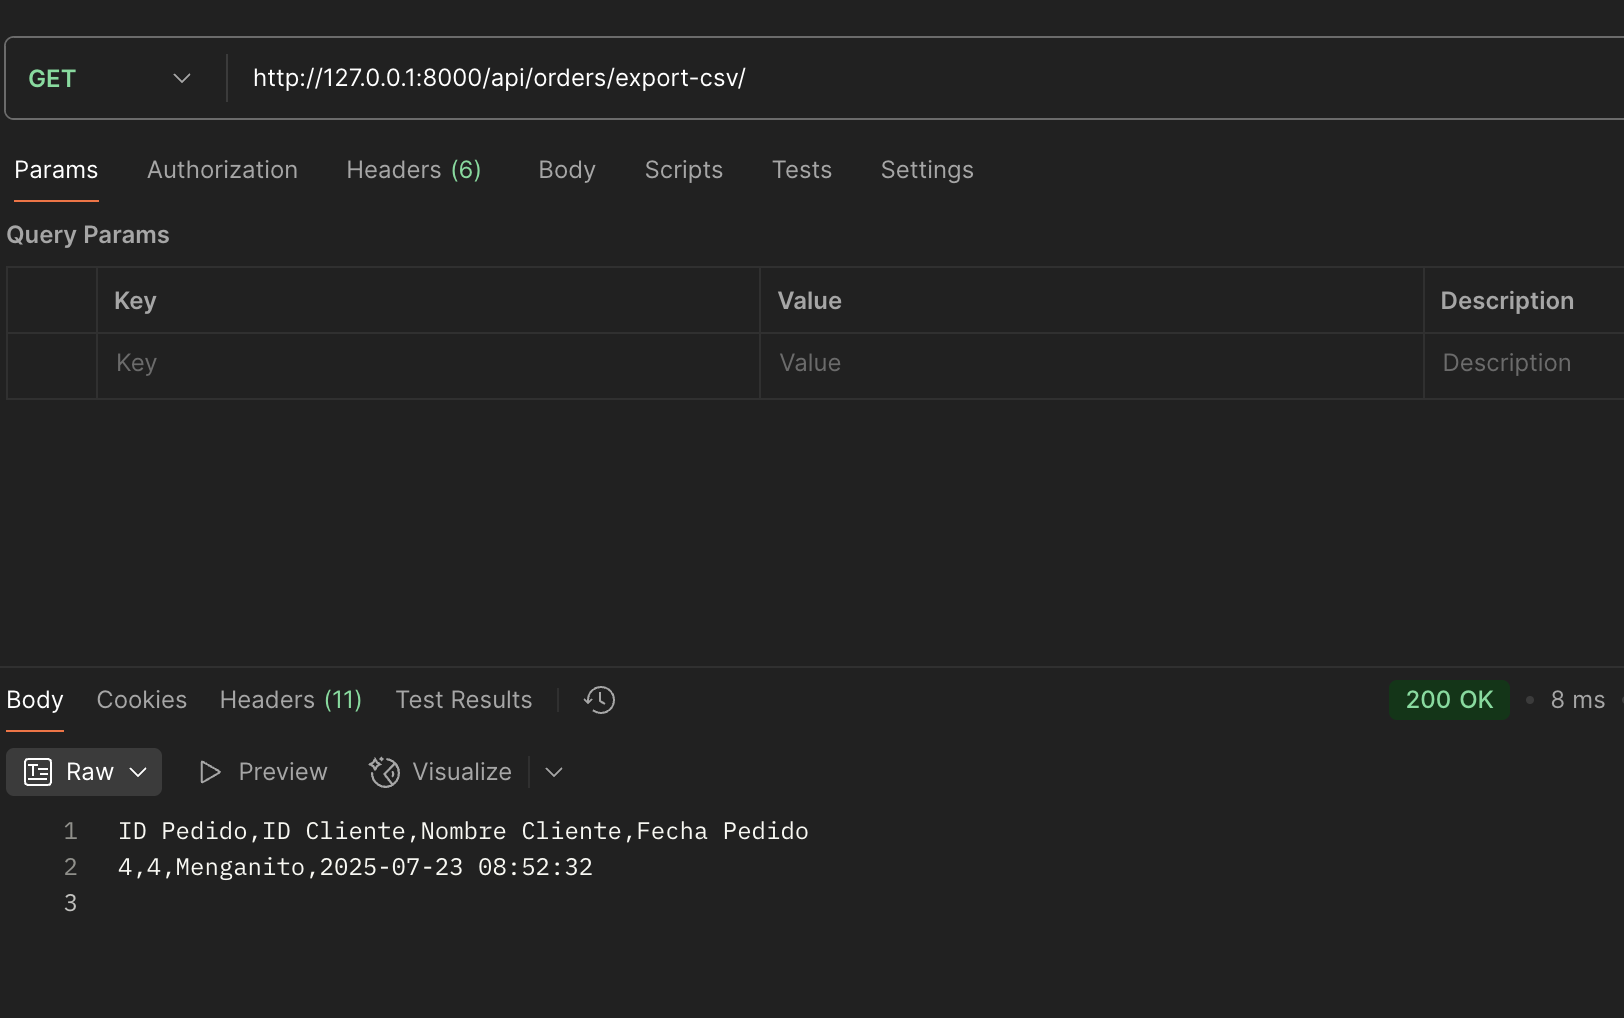 GET http://127.0.0.1:8000/api/orders/export-csv/
Params Authorization Headers (6) Body Scripts Tests Settings
Query Params
Key Value Description
Key Value Description
Body Cookies Headers (11) Test Results 200 OK • 8 ms
Raw Preview Visualize
1 ID Pedido,ID Cliente,Nombre Cliente,Fecha Pedido
2 4,4,Menganito,2025-07-23 08:52:32
3